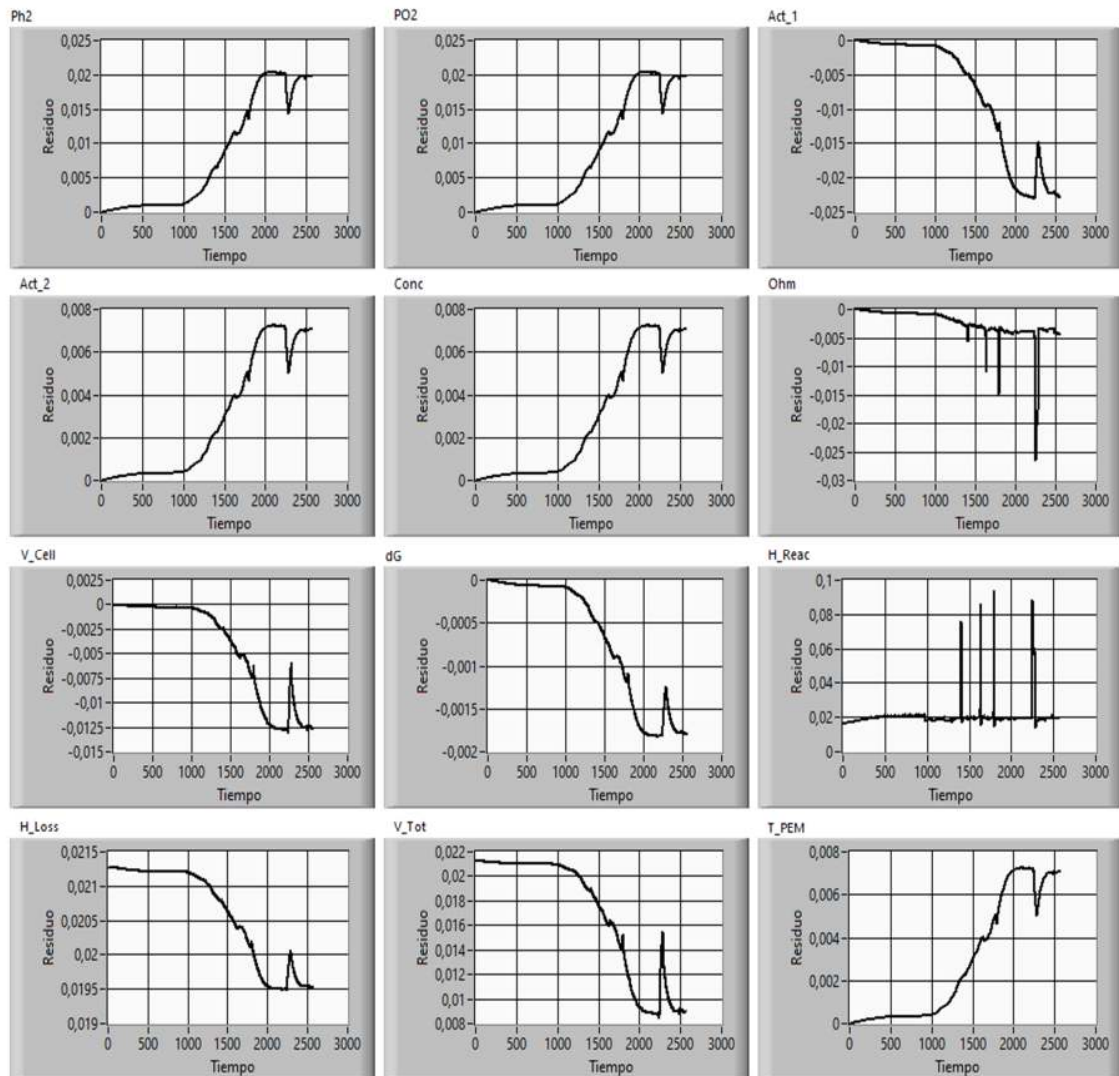 Ph2
0,025
0,02
0,015
0,01
0,005
0
Residuo
0 500 1000 1500 2000 2500 3000
Tiempo
PO2
0,025
0,02
0,015
0,01
0,005
0
Residuo
0 500 1000 1500 2000 2500 3000
Tiempo
Act_1
0
-0,005
-0,01
-0,015
-0,02
-0,025
Residuo
0 500 1000 1500 2000 2500 3000
Tiempo
Act_2
0,008
0,006
0,004
0,002
0
Residuo
0 500 1000 1500 2000 2500 3000
Tiempo
Conc
0,008
0,006
0,004
0,002
0
Residuo
0 500 1000 1500 2000 2500 3000
Tiempo
Ohm
0
-0,005
-0,01
-0,015
-0,02
-0,025
-0,03
Residuo
0 500 1000 1500 2000 2500 3000
Tiempo
V_Cell
0,0025
0
-0,0025
-0,005
-0,0075
-0,01
-0,0125
-0,015
Residuo
0 500 1000 1500 2000 2500 3000
Tiempo
dG
0
-0,0005
-0,001
-0,0015
-0,002
Residuo
0 500 1000 1500 2000 2500 3000
Tiempo
H_Reac
0,1
0,08
0,06
0,04
0,02
0
Residuo
0 500 1000 1500 2000 2500 3000
Tiempo
H_Loss
0,0215
0,021
0,0205
0,02
0,0195
0,019
Residuo
0 500 1000 1500 2000 2500 3000
Tiempo
V_Tot
0,022
0,02
0,018
0,016
0,014
0,012
0,01
0,008
Residuo
0 500 1000 1500 2000 2500 3000
Tiempo
T_PEM
0,008
0,006
0,004
0,002
0
Residuo
0 500 1000 1500 2000 2500 3000
Tiempo